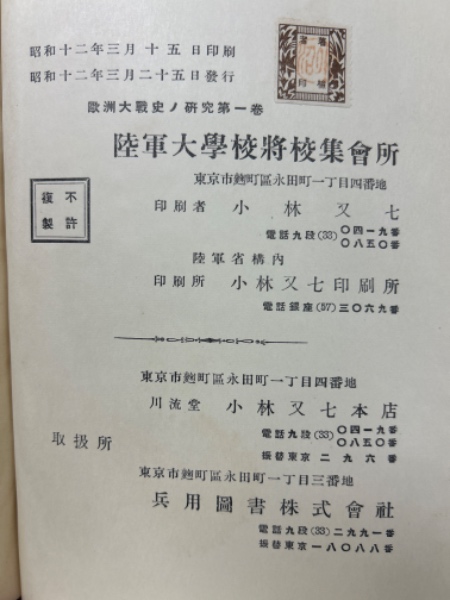 昭和十二年三月十五日印刷
昭和十二年三月二十五日發行
歐洲大戰史ノ研究第一卷
陸軍大學校將校集會所
不許
複製
東京市麴町區永田町一丁目四番地
印刷者 小林又七
電話九段(33)〇四一九番
〇八五〇番
陸軍省構內
印刷所 小林又七印刷所
電話銀座(57)三〇六九番
東京市麴町區永田町一丁目四番地
川流堂 小林又七本店
電話九段(33)〇四一九番
〇八五〇番
振替東京二九六番
取扱所
東京市麴町區永田町一丁目三番地
兵用圖書株式會社
電話九段(33)二九九一番
振替東京一八〇八八番